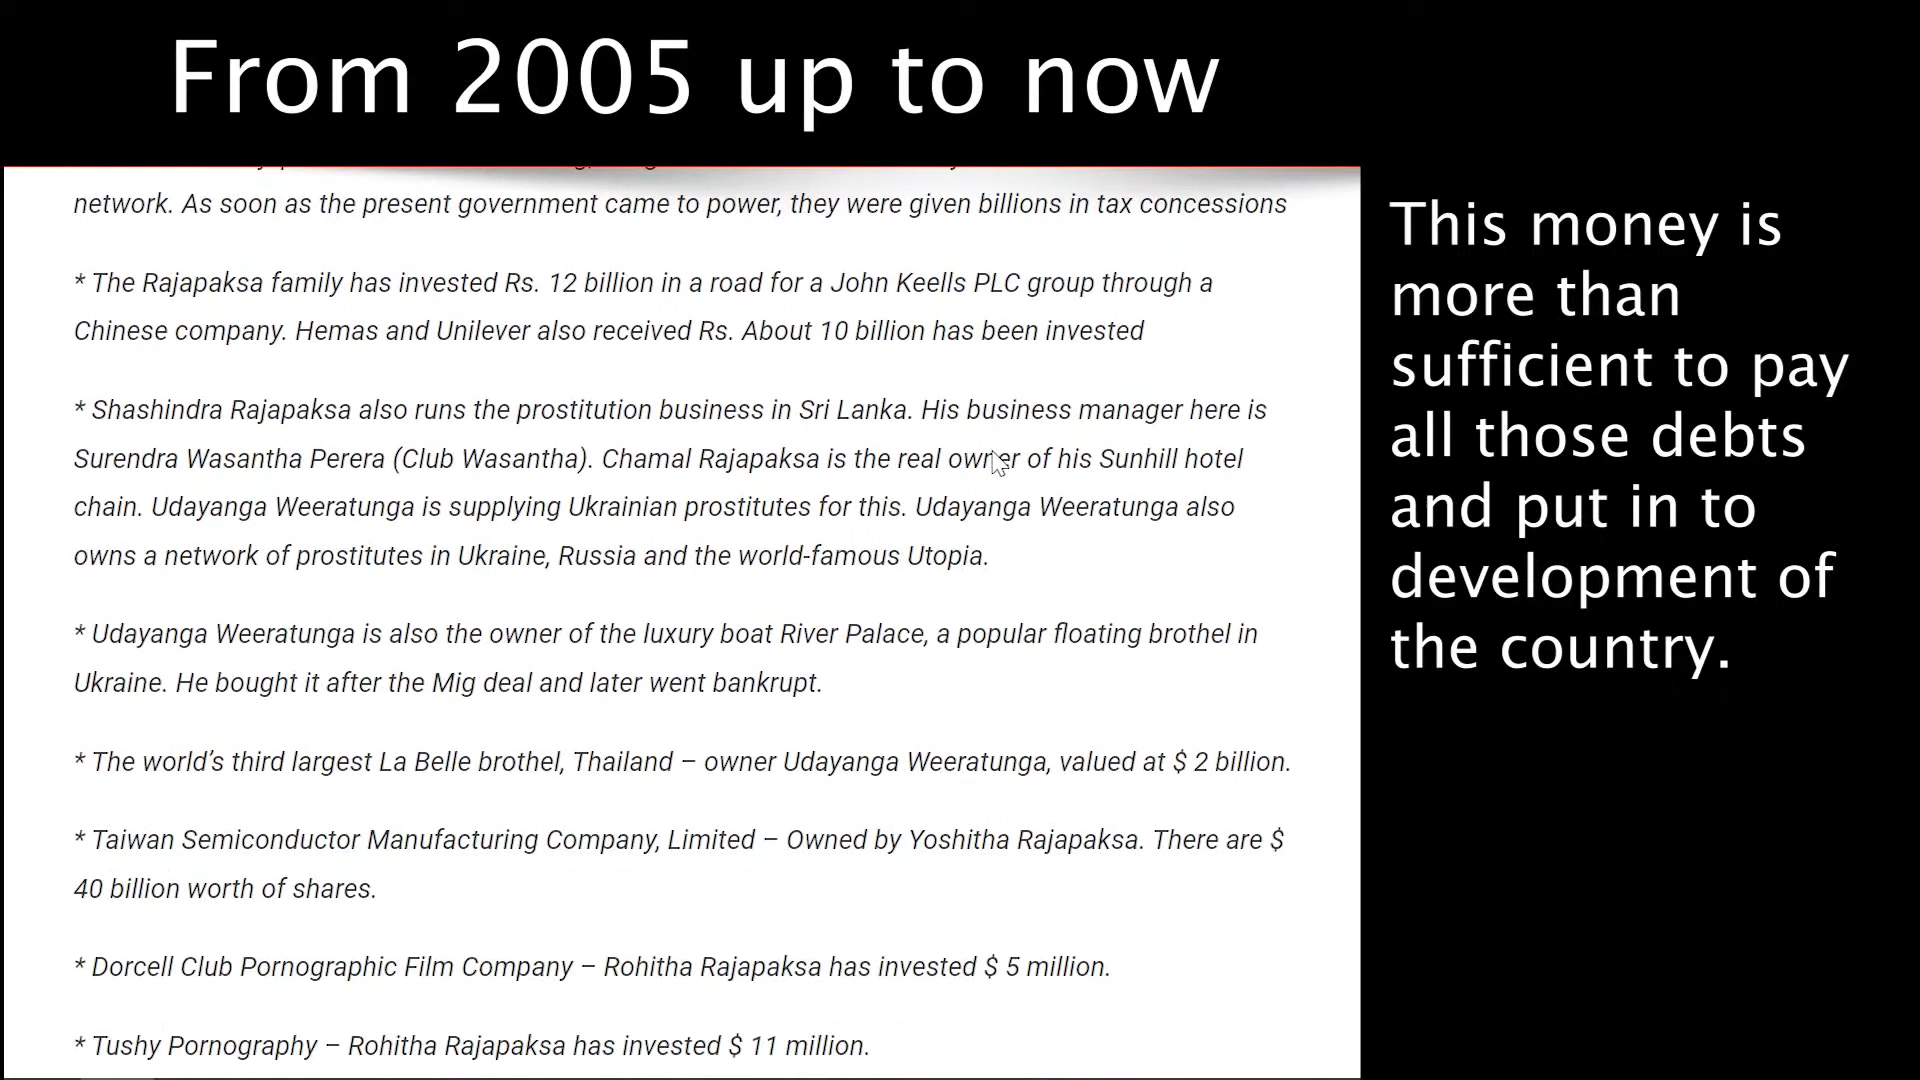 From 2005 up to now
network. As soon as the present government came to power, they were given billions in tax concessions
* The Rajapaksa family has invested Rs. 12 billion in a road for a John Keells PLC group through a
Chinese company. Hemas and Unilever also received Rs. About 10 billion has been invested
* Shashindra Rajapaksa also runs the prostitution business in Sri Lanka. His business manager here is
Surendra Wasantha Perera (Club Wasantha). Chamal Rajapaksa is the real owner of his Sunhill hotel
chain. Udayanga Weeratunga is supplying Ukrainian prostitutes for this. Udayanga Weeratunga also
owns a network of prostitutes in Ukraine, Russia and the world-famous Utopia.
* Udayanga Weeratunga is also the owner of the luxury boat River Palace, a popular floating brothel in
Ukraine. He bought it after the Mig deal and later went bankrupt.
* The world’s third largest La Belle brothel, Thailand – owner Udayanga Weeratunga, valued at $ 2 billion.
* Taiwan Semiconductor Manufacturing Company, Limited – Owned by Yoshitha Rajapaksa. There are $
40 billion worth of shares.
* Dorcell Club Pornographic Film Company – Rohitha Rajapaksa has invested $ 5 million.
* Tushy Pornography – Rohitha Rajapaksa has invested $ 11 million.
This money is
more than
sufficient to pay
all those debts
and put in to
development of
the country.